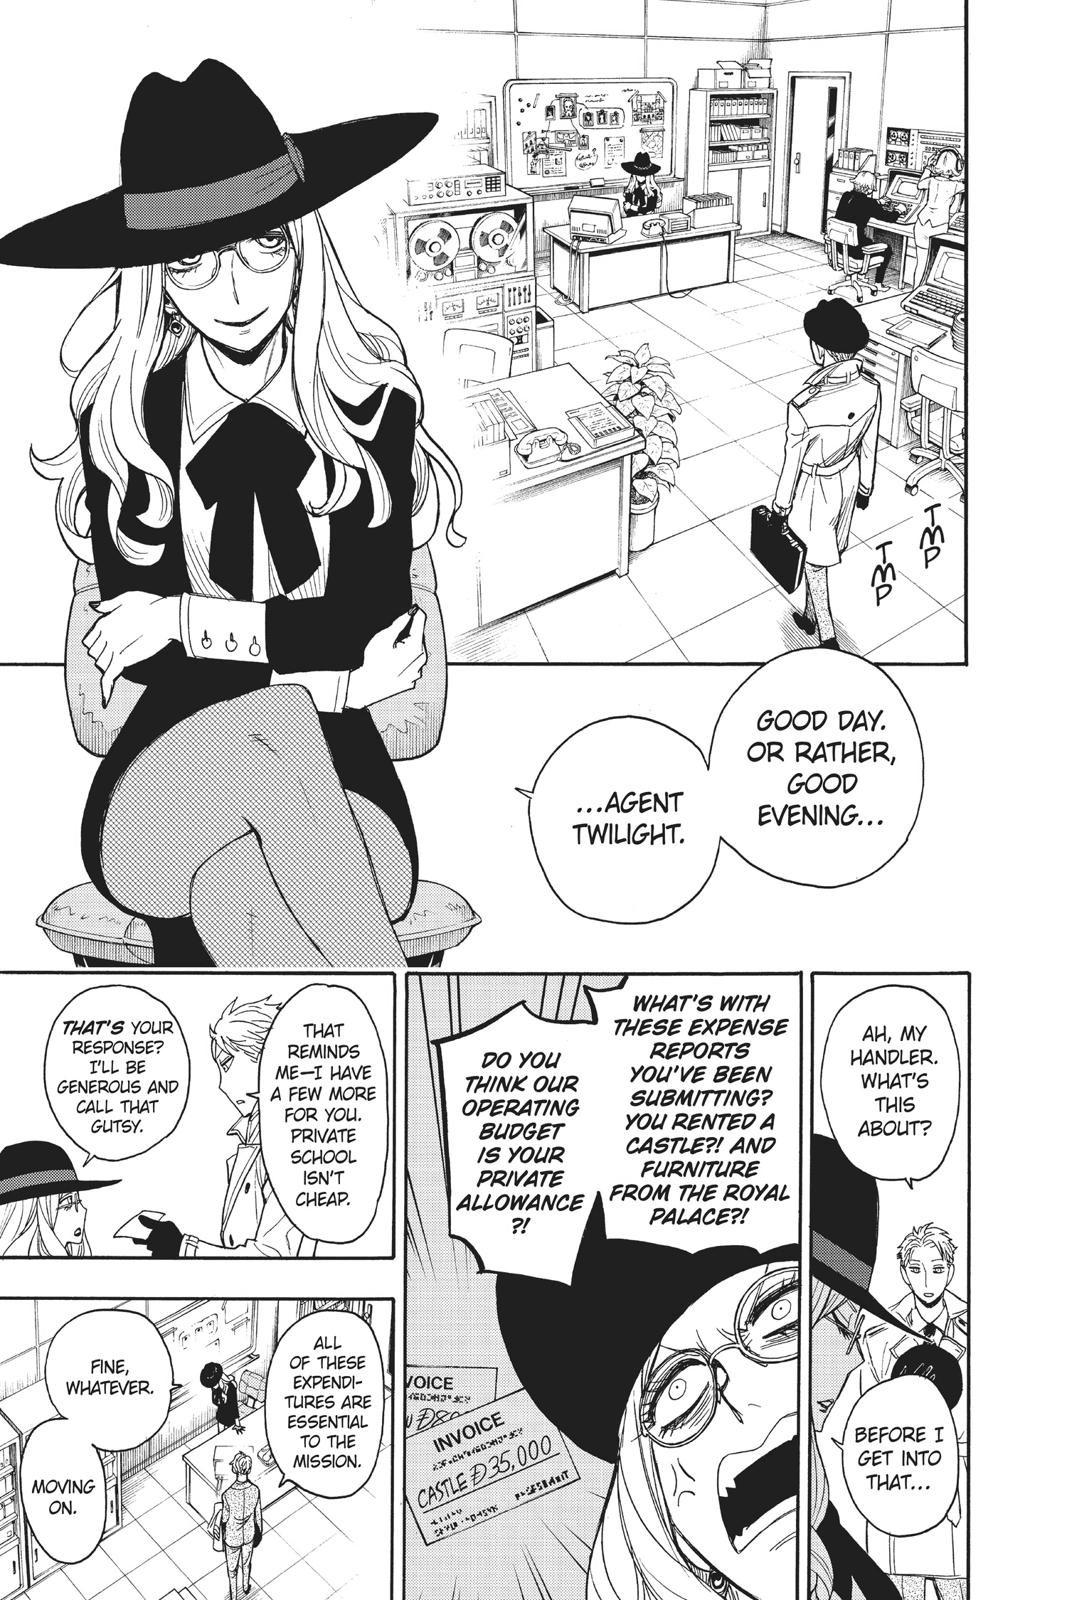 TMP
TMP
GOOD DAY.
OR RATHER,
GOOD
EVENING...
...AGENT
TWILIGHT.
AH, MY
HANDLER.
WHAT'S
THIS
ABOUT?
BEFORE I
GET INTO
THAT...
WHAT'S WITH
THESE EXPENSE
REPORTS
YOU'VE BEEN
SUBMITTING?
YOU RENTED A
CASTLE?! AND
FURNITURE
FROM THE ROYAL
PALACE?!
DO YOU
THINK OUR
OPERATING
BUDGET
IS YOUR
PRIVATE
ALLOWANCE
?!
VOICE
INVOICE
CASTLE Đ35,000
THAT
REMINDS
ME—I HAVE
A FEW MORE
FOR YOU.
PRIVATE
SCHOOL
ISN'T
CHEAP.
THAT'S YOUR
RESPONSE?
I'LL BE
GENEROUS AND
CALL THAT
GUTSY.
ALL
OF THESE
EXPENDI-
TURES ARE
ESSENTIAL
TO THE
MISSION.
FINE,
WHATEVER.
MOVING
ON.